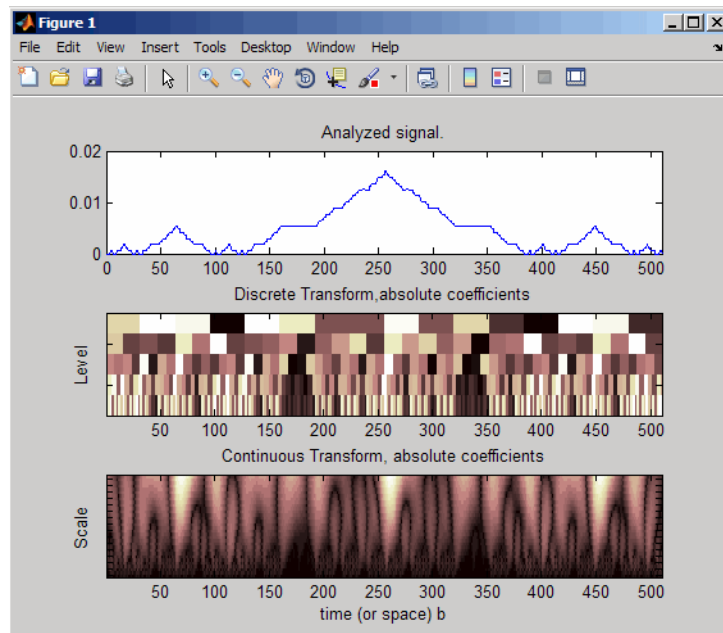 Figure 1
File Edit View Insert Tools Desktop Window Help
Analyzed signal.
0.02
0.01
0
0 50 100 150 200 250 300 350 400 450 500
Discrete Transform,absolute coefficients
Level
50 100 150 200 250 300 350 400 450 500
Continuous Transform, absolute coefficients
Scale
50 100 150 200 250 300 350 400 450 500
time (or space) b